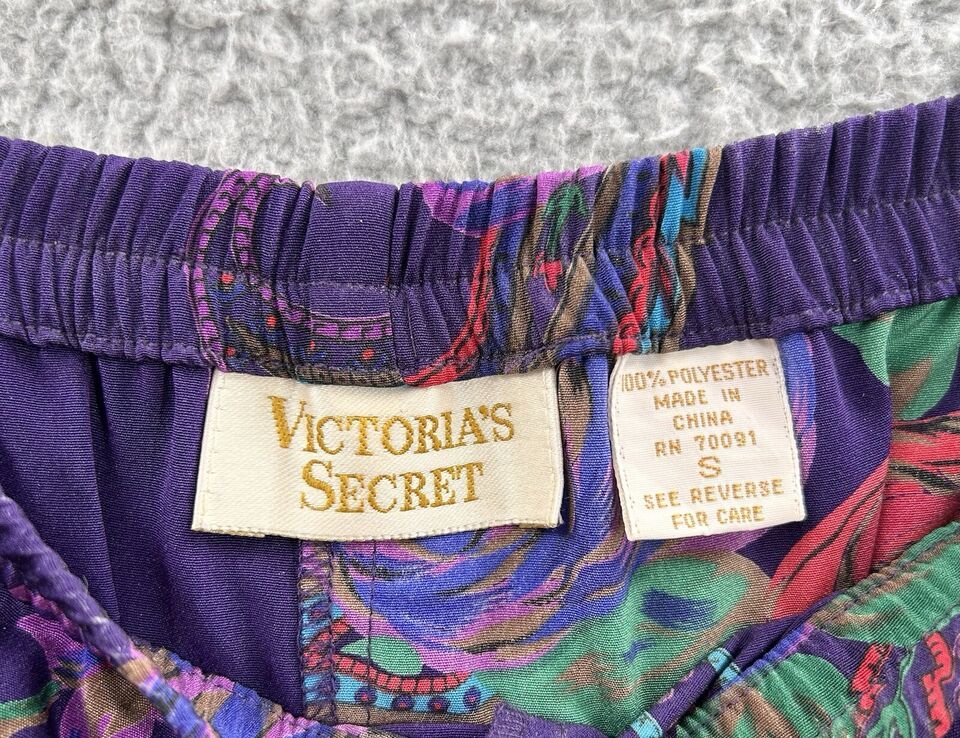 VICTORIA'S
SECRET
100% POLYESTER
MADE IN
CHINA
RN 70091
S
SEE REVERSE
FOR CARE